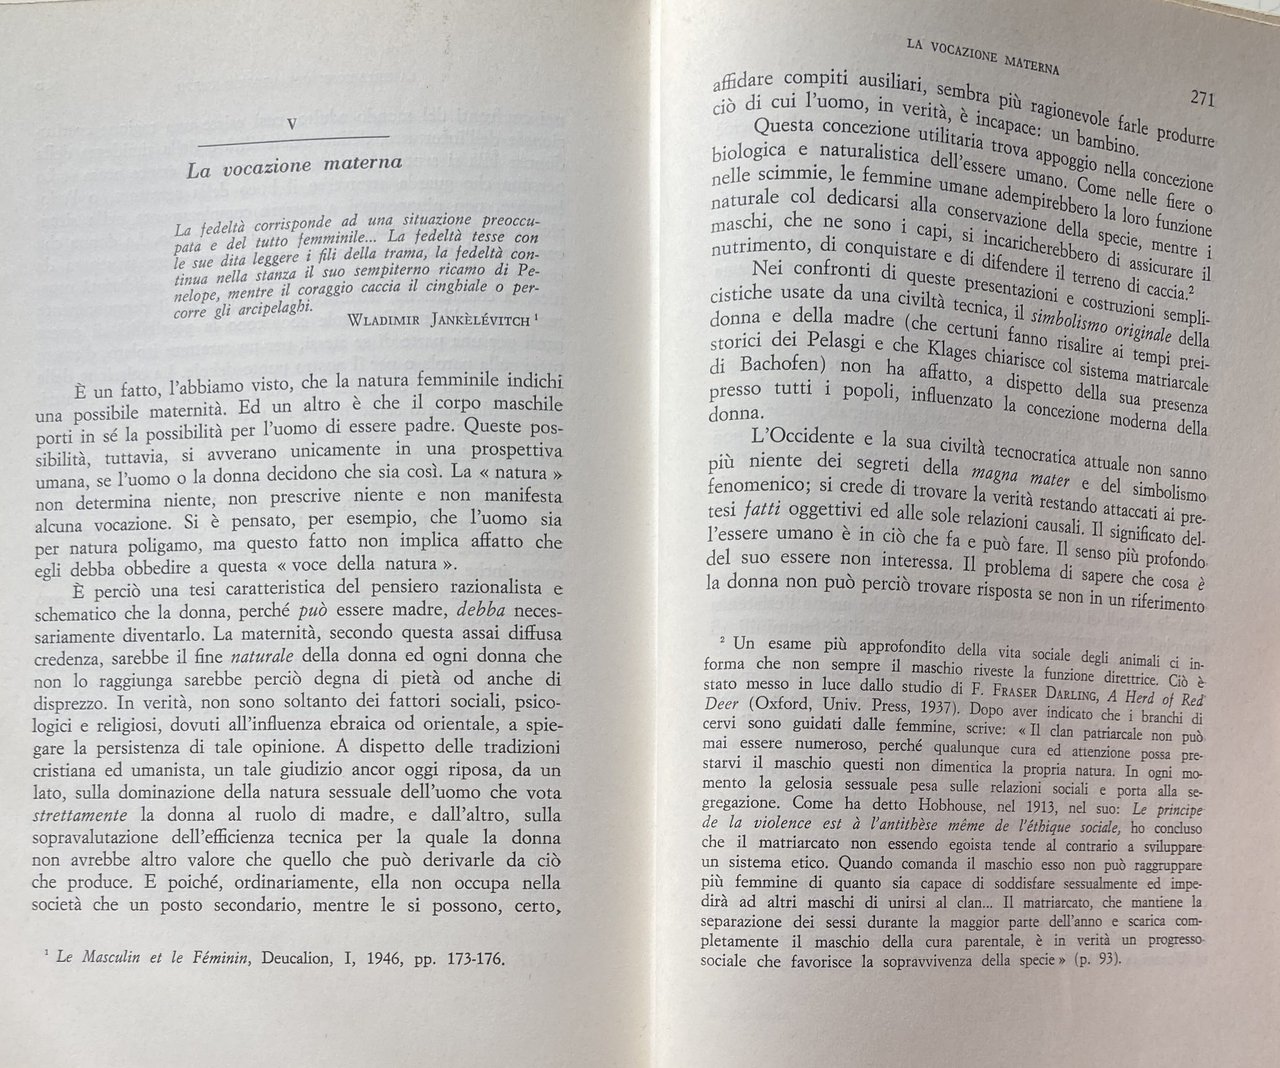 V
La vocazione materna
La fedeltà corrisponde ad una situazione preoccu-
pata e del tutto femminile... La fedeltà tesse con
le sue dita leggere i fili della trama, la fedeltà con-
tinua nella stanza il suo sempiterno ricamo di Pe-
nelope, mentre il coraggio caccia il cinghiale o per-
corre gli arcipelaghi.
WLADIMIR JANKÈLÉVITCH ¹
È un fatto, l'abbiamo visto, che la natura femminile indichi
una possibile maternità. Ed un altro è che il corpo maschile
porti in sé la possibilità per l'uomo di essere padre. Queste pos-
sibilità, tuttavia, si avverano unicamente in una prospettiva
umana, se l'uomo o la donna decidono che sia così. La « natura »
non determina niente, non prescrive niente e non manifesta
alcuna vocazione. Si è pensato, per esempio, che l'uomo sia
per natura poligamo, ma questo fatto non implica affatto che
egli debba obbedire a questa « voce della natura ».
È perciò una tesi caratteristica del pensiero razionalista e
schematico che la donna, perché può essere madre, debba neces-
sariamente diventarlo. La maternità, secondo questa assai diffusa
credenza, sarebbe il fine naturale della donna ed ogni donna che
non lo raggiunga sarebbe perciò degna di pietà od anche di
disprezzo. In verità, non sono soltanto dei fattori sociali, psico-
logici e religiosi, dovuti all'influenza ebraica od orientale, a spie-
gare la persistenza di tale opinione. A dispetto delle tradizioni
cristiana ed umanista, un tale giudizio ancor oggi riposa, da un
lato, sulla dominazione della natura sessuale dell'uomo che vota
strettamente la donna al ruolo di madre, e dall'altro, sulla
sopravalutazione dell'efficienza tecnica per la quale la donna
non avrebbe altro valore che quello che può derivarle da ciò
che produce. E poiché, ordinariamente, ella non occupa nella
società che un posto secondario, mentre le si possono, certo,
¹ Le Masculin et le Féminin, Deucalion, I, 1946, pp. 173-176.
LA VOCAZIONE MATERNA
271
affidare compiti ausiliari, sembra più ragionevole farle produrre
ciò di cui l'uomo, in verità, è incapace: un bambino.
Questa concezione utilitaria trova appoggio nella concezione
biologica e naturalistica dell'essere umano. Come nelle fiere o
nelle scimmie, le femmine umane adempirebbero la loro funzione
naturale col dedicarsi alla conservazione della specie, mentre i
maschi, che ne sono i capi, si incaricherebbero di assicurare il
nutrimento, di conquistare e di difendere il terreno di caccia.²
Nei confronti di queste presentazioni e costruzioni sempli-
cistiche usate da una civiltà tecnica, il simbolismo originale della
donna e della madre (che certuni fanno risalire ai tempi prei-
storici dei Pelasgi e che Klages chiarisce col sistema matriarcale
di Bachofen) non ha affatto, a dispetto della sua presenza
presso tutti i popoli, influenzato la concezione moderna della
donna.
L'Occidente e la sua civiltà tecnocratica attuale non sanno
più niente dei segreti della magna mater e del simbolismo
fenomenico; si crede di trovare la verità restando attaccati ai pre-
tesi fatti oggettivi ed alle sole relazioni causali. Il significato del-
l'essere umano è in ciò che fa e può fare. Il senso più profondo
del suo essere non interessa. Il problema di sapere che cosa è
la donna non può perciò trovare risposta se non in un riferimento
² Un esame più approfondito della vita sociale degli animali ci in-
forma che non sempre il maschio riveste la funzione direttrice. Ciò è
stato messo in luce dallo studio di F. FRASER DARLING, A Herd of Red
Deer (Oxford, Univ. Press, 1937). Dopo aver indicato che i branchi di
cervi sono guidati dalle femmine, scrive: « Il clan patriarcale non può
mai essere numeroso, perché qualunque cura ed attenzione possa pre-
starvi il maschio questi non dimentica la propria natura. In ogni mo-
mento la gelosia sessuale pesa sulle relazioni sociali e porta alla se-
gregazione. Come ha detto Hobhouse, nel 1913, nel suo: Le principe
de la violence est à l'antithèse même de l'éthique sociale, ho concluso
che il matriarcato non essendo egoista tende al contrario a sviluppare
un sistema etico. Quando comanda il maschio esso non può raggruppare
più femmine di quanto sia capace di soddisfare sessualmente ed impe-
dirà ad altri maschi di unirsi al clan... Il matriarcato, che mantiene la
separazione dei sessi durante la maggior parte dell'anno e scarica com-
pletamente il maschio della cura parentale, è in verità un progresso
sociale che favorisce la sopravvivenza della specie » (p. 93).